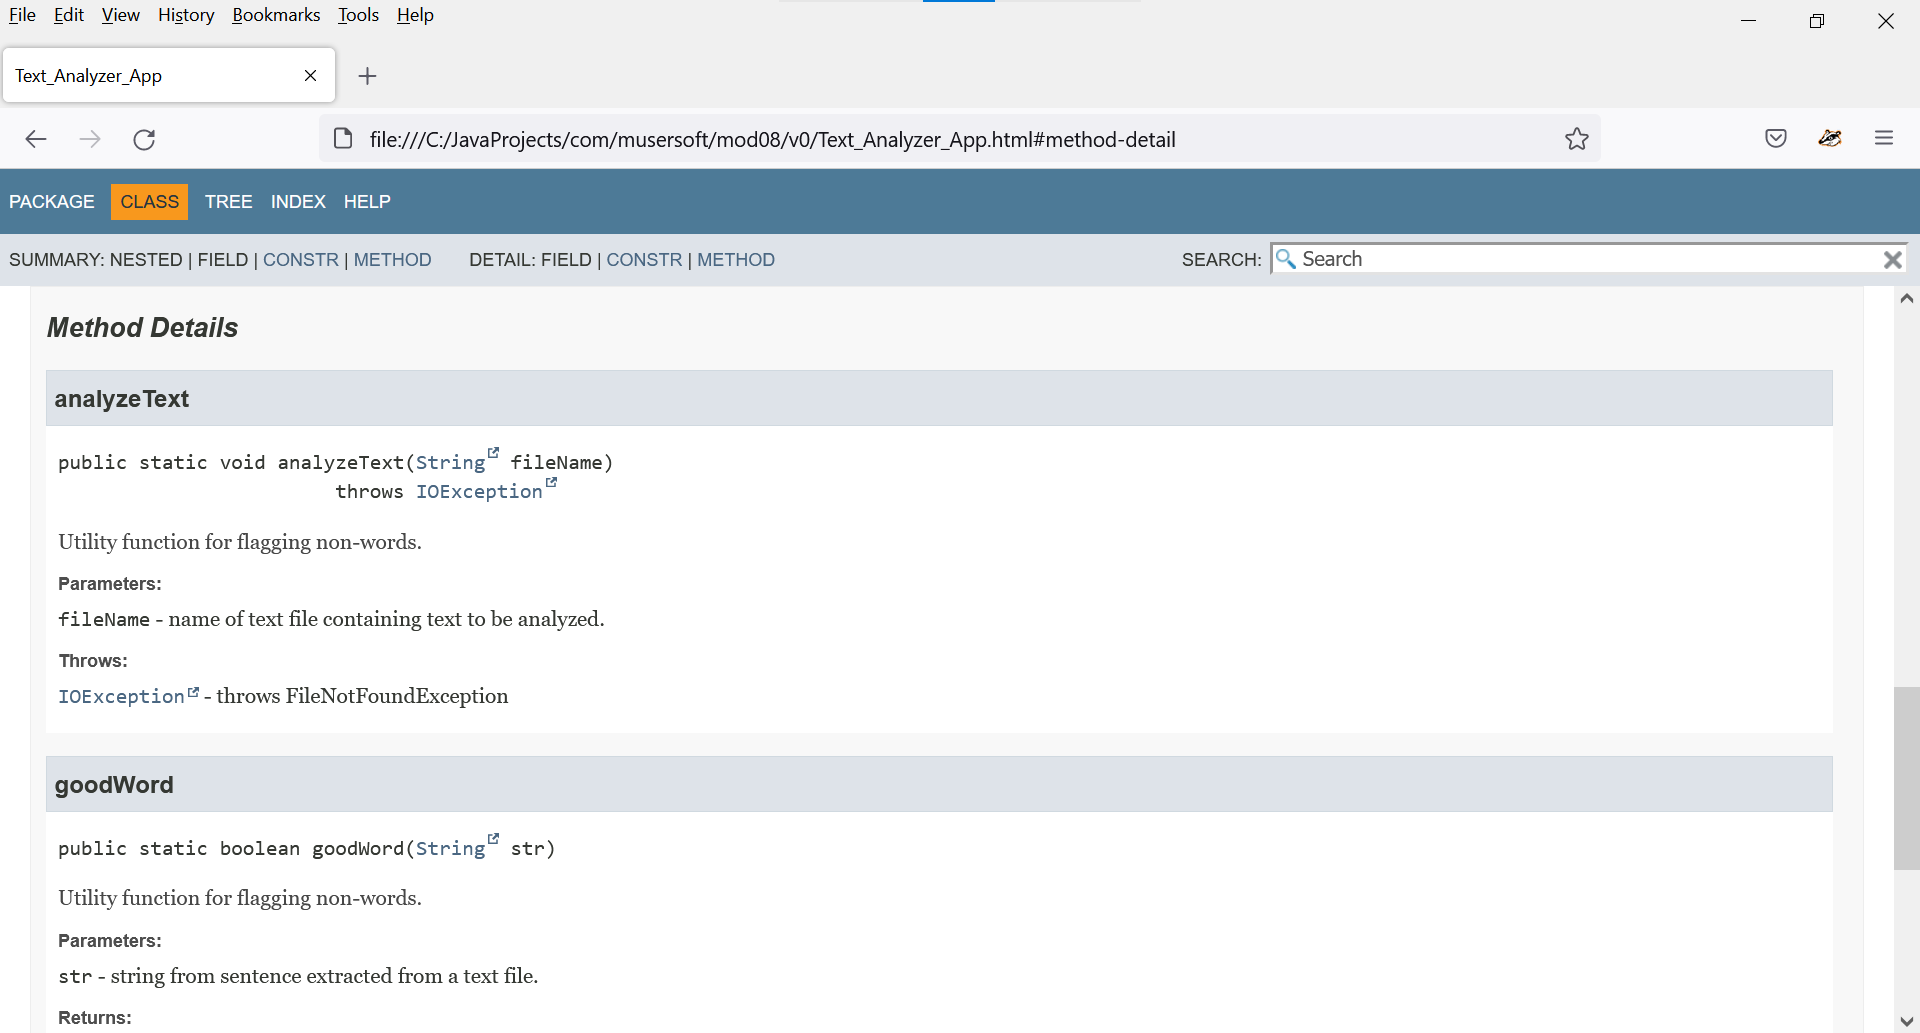 File Edit View History Bookmarks Tools Help
Text_Analyzer_App
file:///C:/JavaProjects/com/musersoft/mod08/v0/Text_Analyzer_App.html#method-detail
PACKAGE CLASS TREE INDEX HELP
SUMMARY: NESTED | FIELD | CONSTR | METHOD DETAIL: FIELD | CONSTR | METHOD SEARCH: Search
Method Details
analyzeText
public static void analyzeText(String fileName)
throws IOException
Utility function for flagging non-words.
Parameters:
fileName - name of text file containing text to be analyzed.
Throws:
IOException - throws FileNotFoundException
goodWord
public static boolean goodWord(String str)
Utility function for flagging non-words.
Parameters:
str - string from sentence extracted from a text file.
Returns: